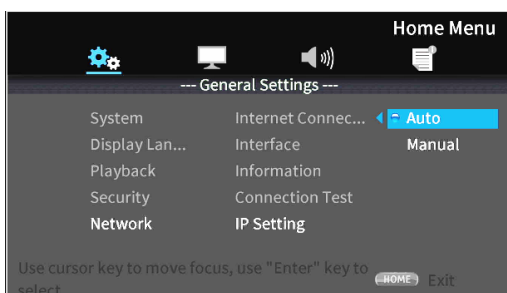 Home Menu
--- General Settings ---
System Internet Connec... Auto
Display Lan... Interface Manual
Playback Information
Security Connection Test
Network IP Setting
Use cursor key to move focus, use "Enter" key to
select
HOME Exit